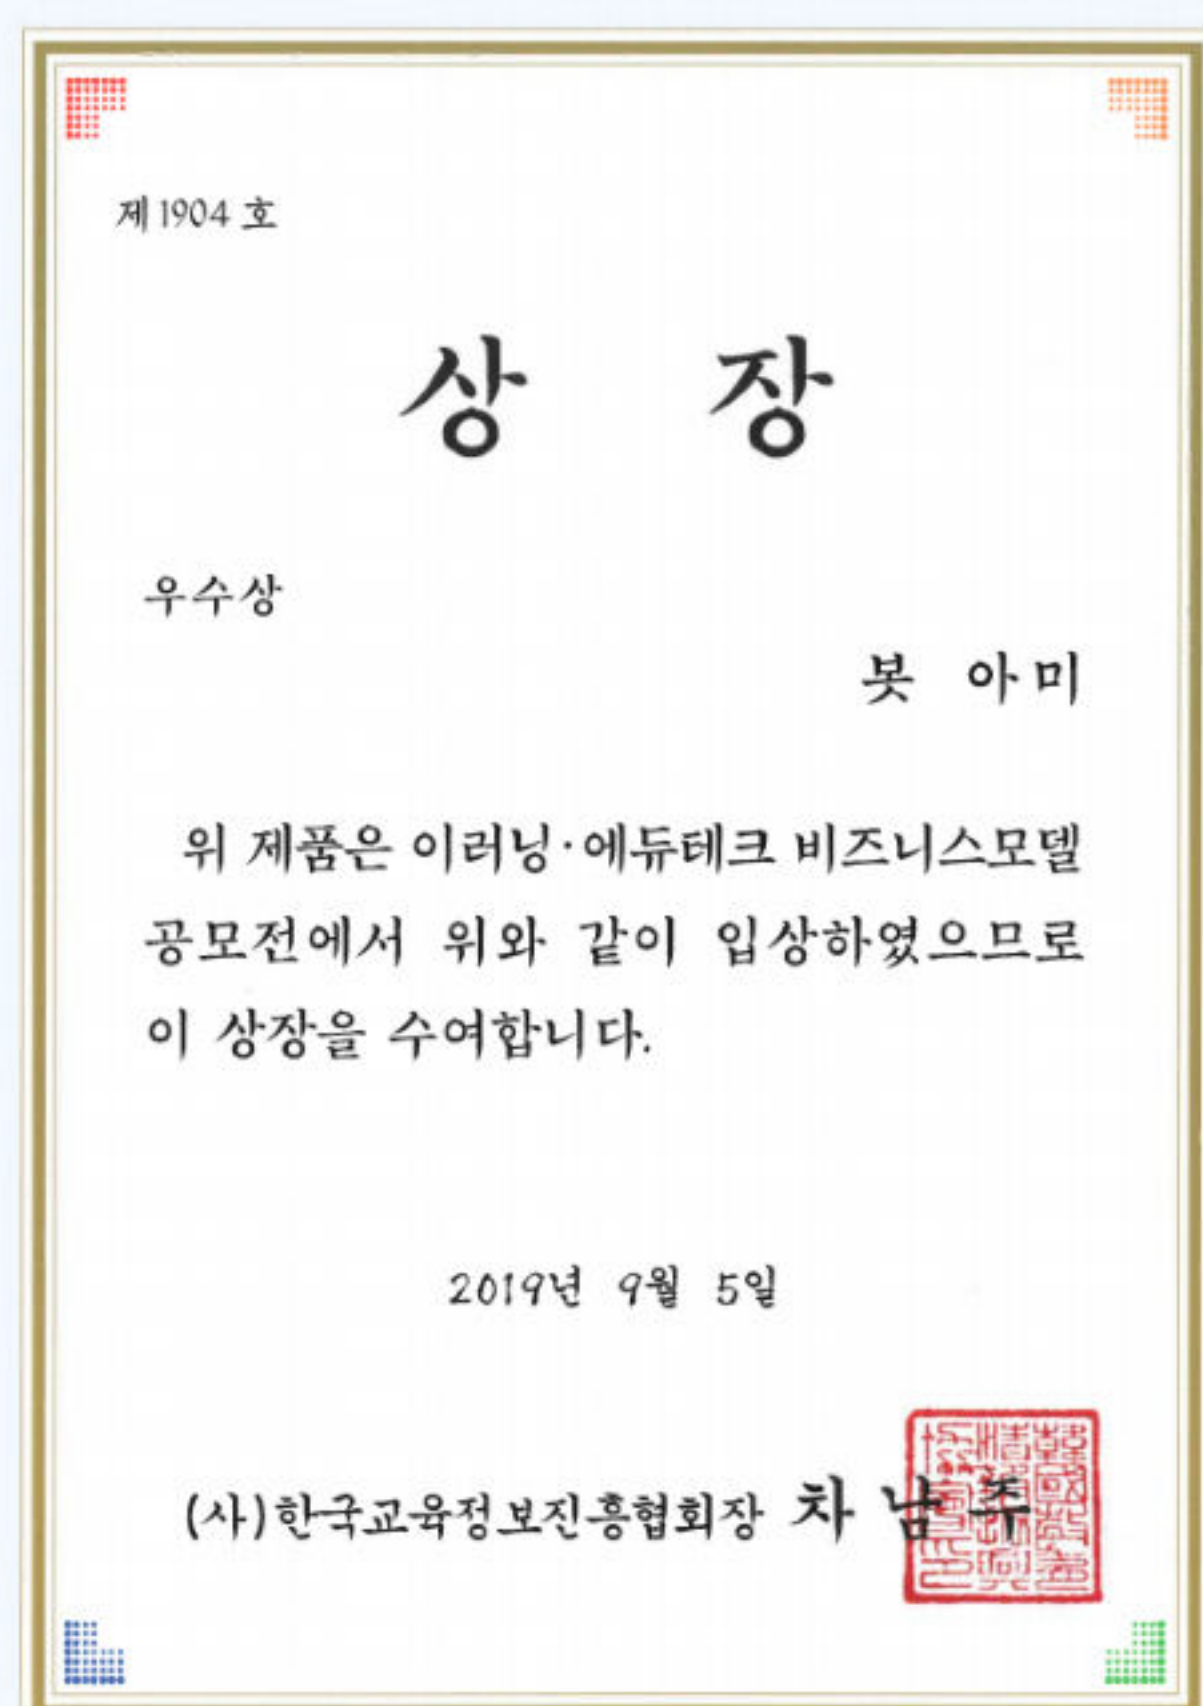 제1904 호
상 장
우수상
봇 아미
위 제품은 이러닝·에듀테크 비즈니스모델
공모전에서 위와 같이 입상하였으므로
이 상장을 수여합니다.
2019년 9월 5일
(사)한국교육정보진흥협회장 차 남 주